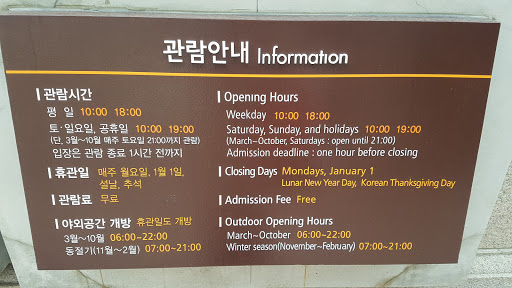 관람안내 Information
관람시간
평 일 10:00 18:00
토·일요일, 공휴일 10:00 19:00
(단, 3월~10월 매주 토요일 21:00까지 관람)
입장은 관람 종료 1시간 전까지
휴관일 매주 월요일, 1월 1일,
설날, 추석
관람료 무료
야외공간 개방 휴관일도 개방
3월~10월 06:00~22:00
동절기(11월~2월) 07:00~21:00
Opening Hours
Weekday 10:00 18:00
Saturday, Sunday, and holidays 10:00 19:00
(March~October, Saturdays : open until 21:00)
Admission deadline : one hour before closing
Closing Days Mondays, January 1
Lunar New Year Day, Korean Thanksgiving Day
Admission Fee Free
Outdoor Opening Hours
March~October 06:00~22:00
Winter season(November~February) 07:00~21:00